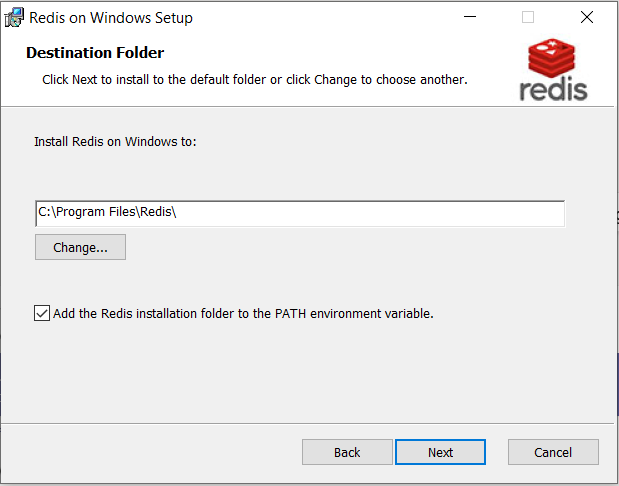 Redis on Windows Setup
Destination Folder
Click Next to install to the default folder or click Change to choose another.
redis
Install Redis on Windows to:
C:\Program Files\Redis\
Change...
Add the Redis installation folder to the PATH environment variable.
Back
Next
Cancel